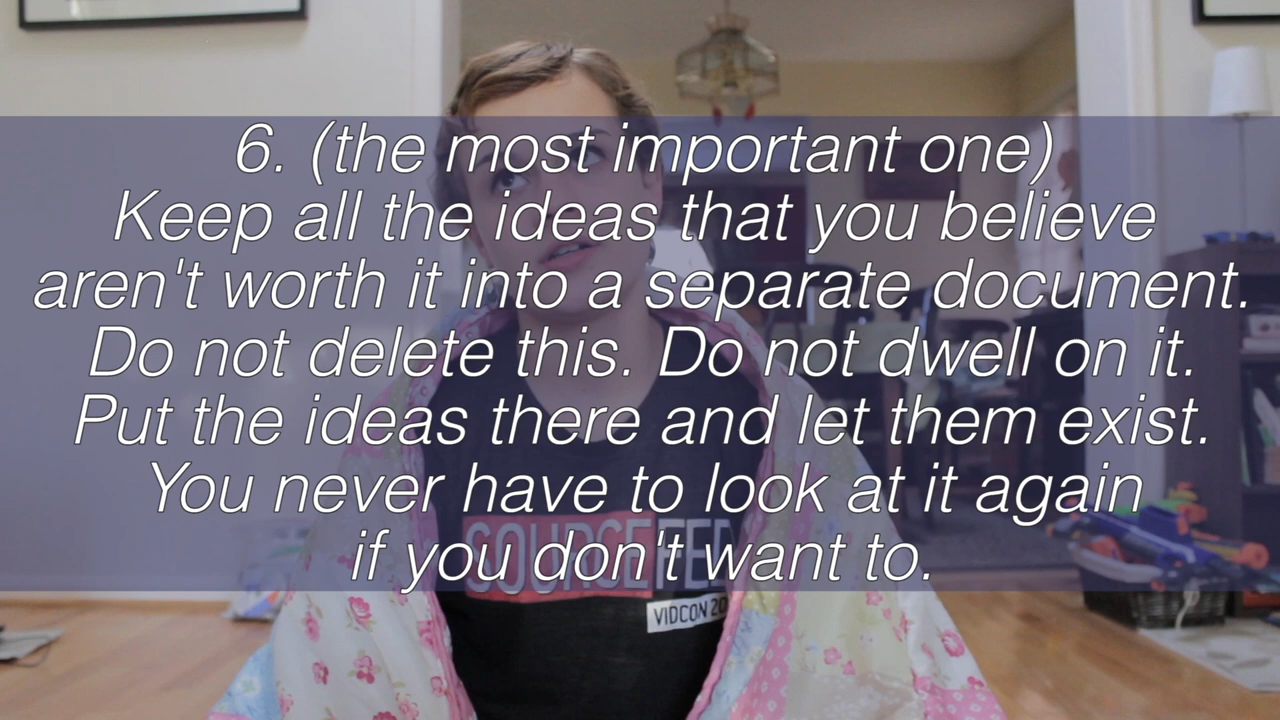 6. (the most important one)
Keep all the ideas that you believe
aren't worth it into a separate document.
Do not delete this. Do not dwell on it.
Put the ideas there and let them exist.
You never have to look at it again
if you don't want to.
SOURCEFED
VIDCON 20